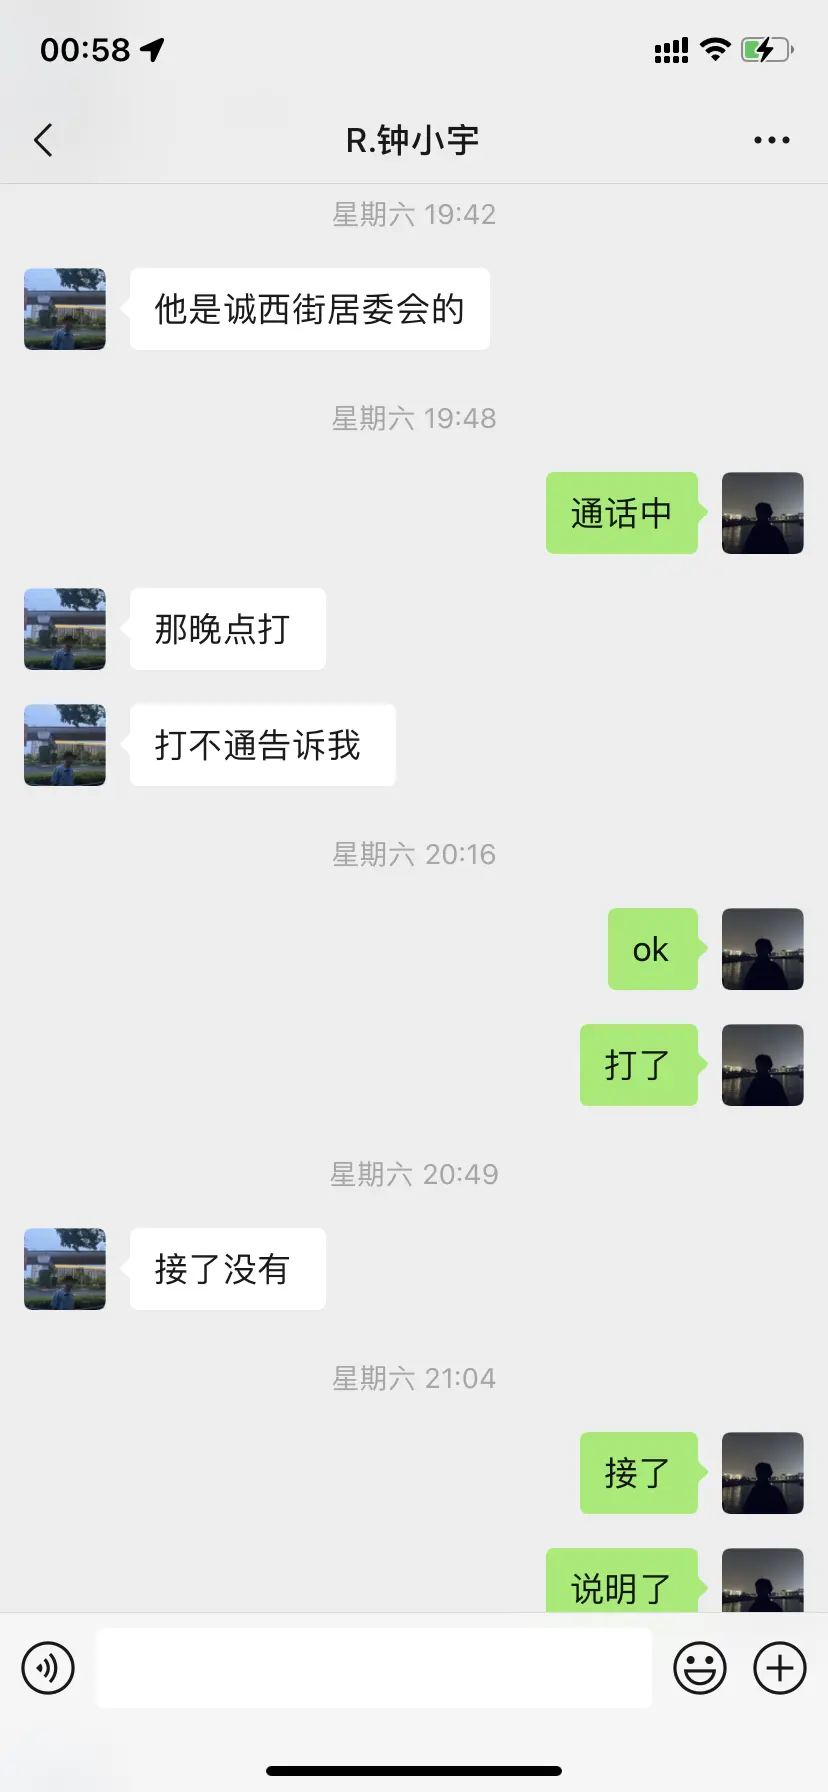 00:58
R.钟小宇
星期六 19:42
他是诚西街居委会的
星期六 19:48
通话中
那晚点打
打不通告诉我
星期六 20:16
ok
打了
星期六 20:49
接了没有
星期六 21:04
接了
说明了